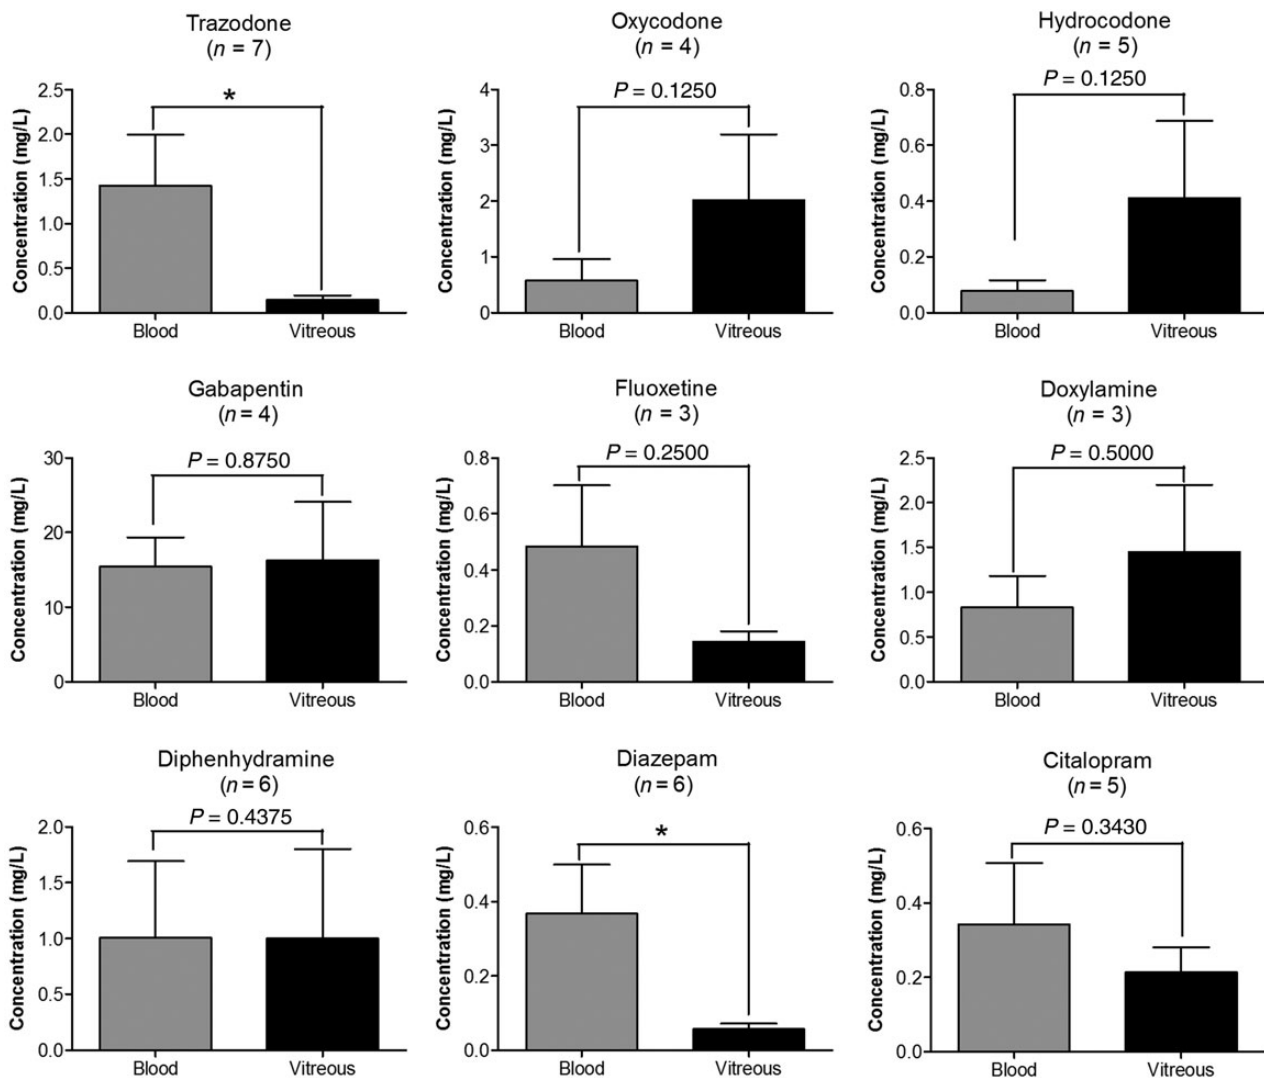 Trazodone
(n = 7)
Concentration (mg/L)
2.5
2.0
1.5
1.0
0.5
0.0
*
Blood
Vitreous
Oxycodone
(n = 4)
Concentration (mg/L)
4
3
2
1
0
P = 0.1250
Blood
Vitreous
Hydrocodone
(n = 5)
Concentration (mg/L)
0.8
0.6
0.4
0.2
0.0
P = 0.1250
Blood
Vitreous
Gabapentin
(n = 4)
Concentration (mg/L)
30
20
10
0
P = 0.8750
Blood
Vitreous
Fluoxetine
(n = 3)
Concentration (mg/L)
0.8
0.6
0.4
0.2
0.0
P = 0.2500
Blood
Vitreous
Doxylamine
(n = 3)
Concentration (mg/L)
2.5
2.0
1.5
1.0
0.5
0.0
P = 0.5000
Blood
Vitreous
Diphenhydramine
(n = 6)
Concentration (mg/L)
2.0
1.5
1.0
0.5
0.0
P = 0.4375
Blood
Vitreous
Diazepam
(n = 6)
Concentration (mg/L)
0.6
0.4
0.2
0.0
*
Blood
Vitreous
Citalopram
(n = 5)
Concentration (mg/L)
0.6
0.4
0.2
0.0
P = 0.3430
Blood
Vitreous